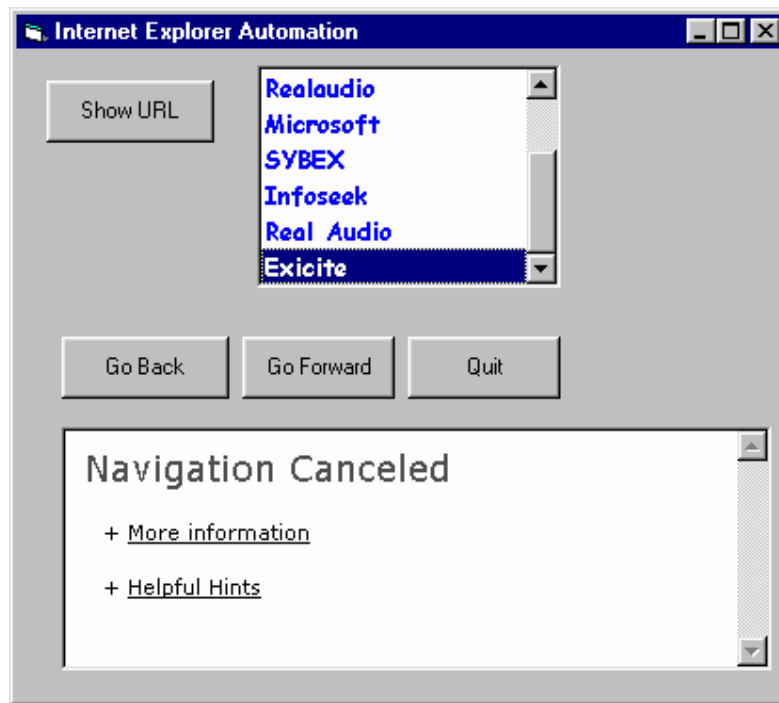 Internet Explorer Automation
Show URL
Realaudio
Microsoft
SYBEX
Infoseek
Real Audio
Exicite
Go Back
Go Forward
Quit
Navigation Canceled
+ More information
+ Helpful Hints